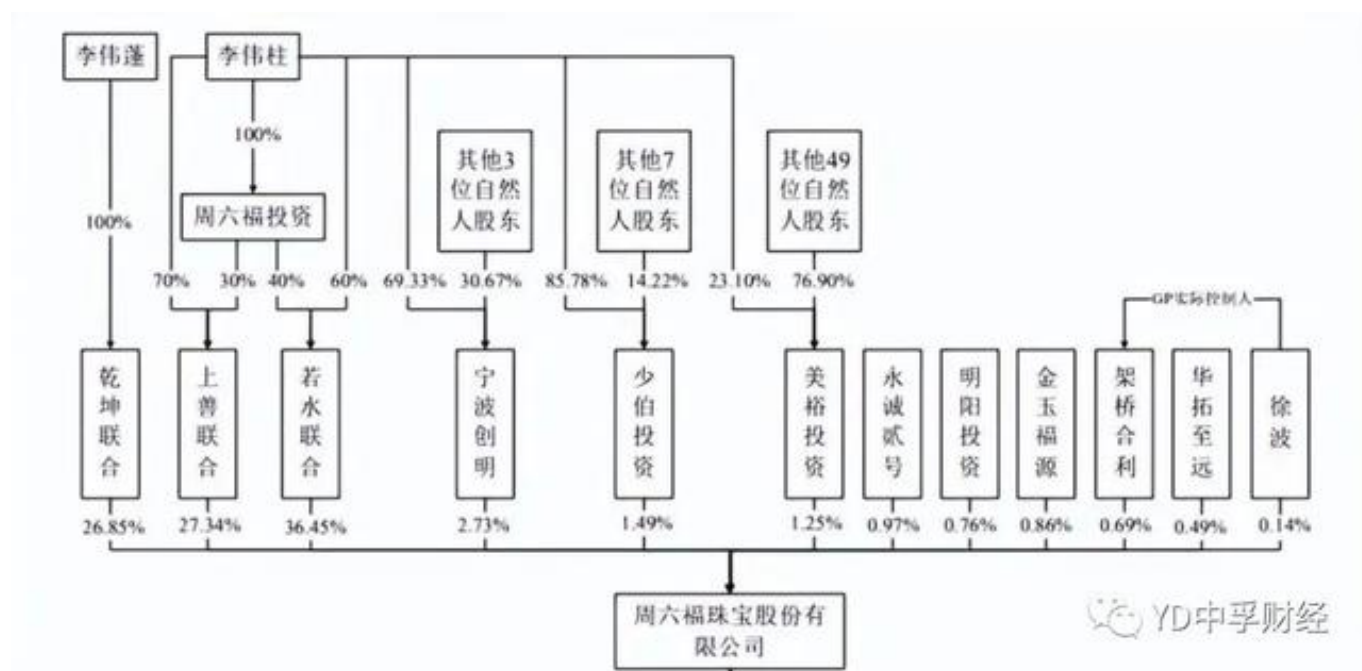 李伟蓬
李伟柱
100%
其他3
位自然
人股东
其他7
位自然
人股东
其他49
位自然
人股东
周六福投资
100%
70%
30%
40%
60%
69.33%
30.67%
85.78%
14.22%
23.10%
76.90%
GP实际控制人
乾坤联合
上善联合
若水联合
宁波创明
少伯投资
美裕投资
永诚贰号
明阳投资
金玉福源
架桥合利
华拓至远
徐波
26.85%
27.34%
36.45%
2.73%
1.49%
1.25%
0.97%
0.76%
0.86%
0.69%
0.49%
0.14%
周六福珠宝股份有
限公司
YD中孚财经